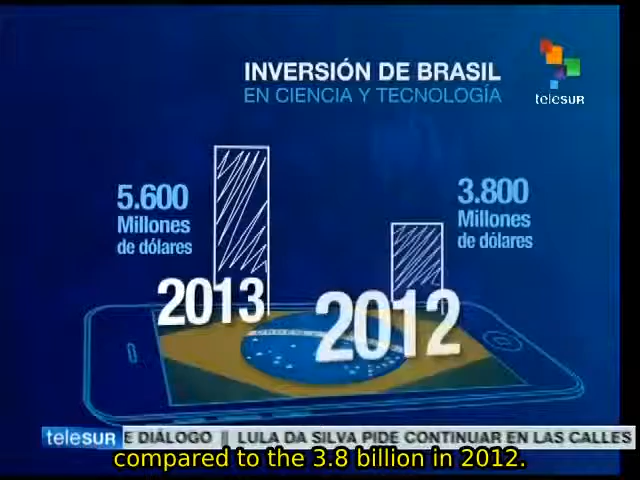 INVERSIÓN DE BRASIL
EN CIENCIA Y TECNOLOGÍA
telesur
5.600
Millones
de dólares
3.800
Millones
de dólares
2013
2012
telesur E DIÁLOGO || LULA DA SILVA PIDE CONTINUAR EN LAS CALLES
compared to the 3.8 billion in 2012.